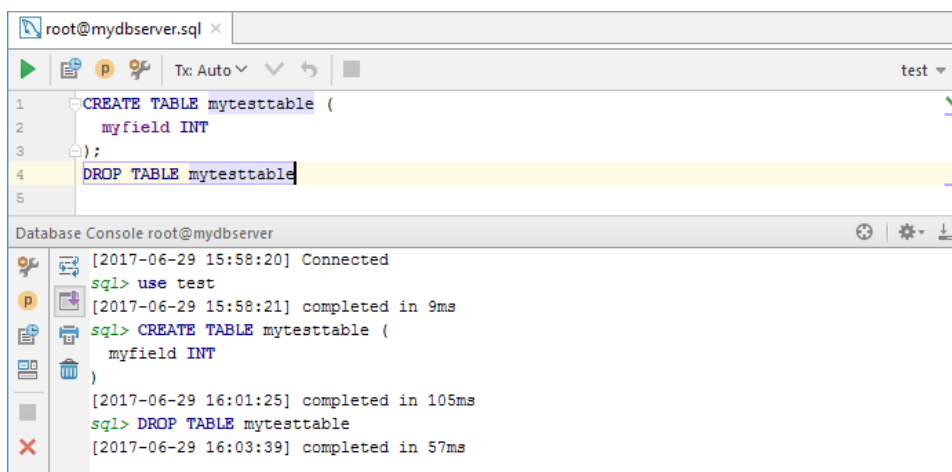 root@mydbserver.sql
Tx: Auto
test
1 CREATE TABLE mytesttable (
2 myfield INT
3 );
4 DROP TABLE mytesttable
5
Database Console root@mydbserver
[2017-06-29 15:58:20] Connected
sql> use test
[2017-06-29 15:58:21] completed in 9ms
sql> CREATE TABLE mytesttable (
myfield INT
)
[2017-06-29 16:01:25] completed in 105ms
sql> DROP TABLE mytesttable
[2017-06-29 16:03:39] completed in 57ms